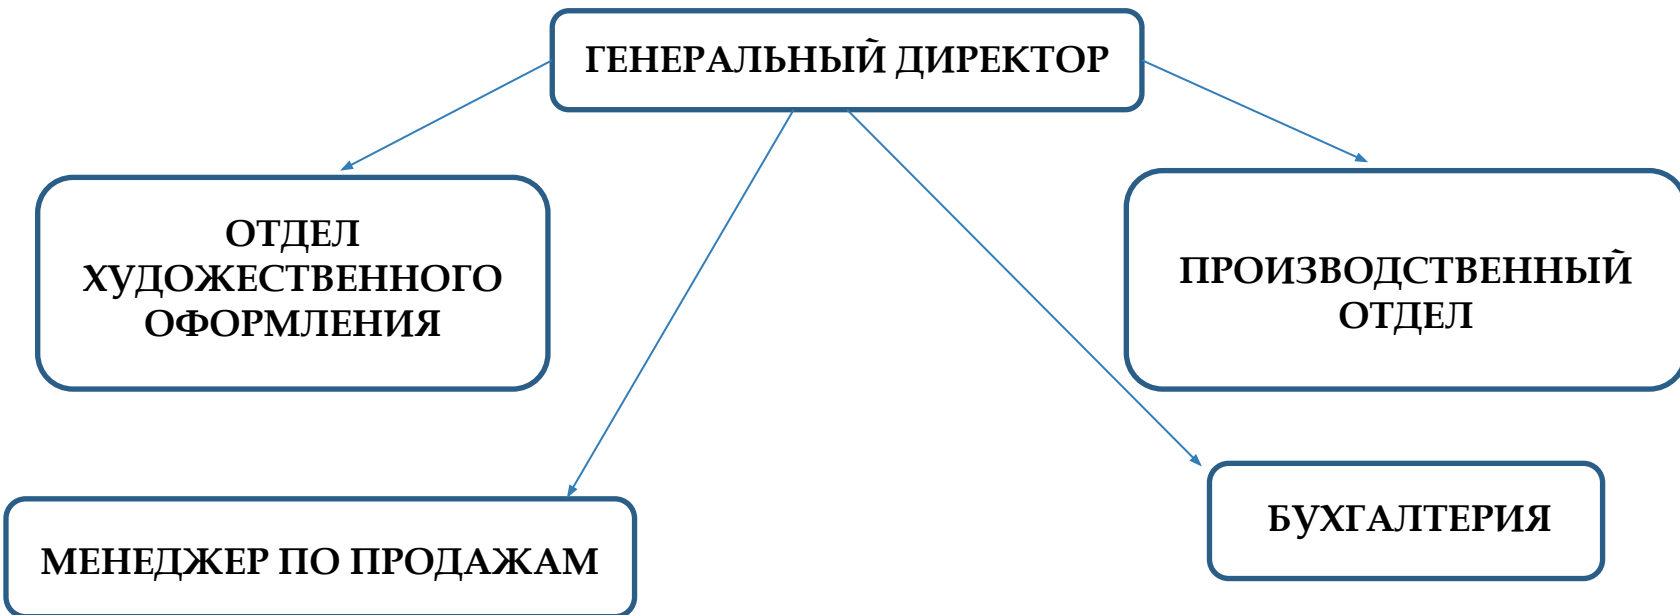 ГЕНЕРАЛЬНЫЙ ДИРЕКТОР
ОТДЕЛ
ХУДОЖЕСТВЕННОГО
ОФОРМЛЕНИЯ
ПРОИЗВОДСТВЕННЫЙ
ОТДЕЛ
МЕНЕДЖЕР ПО ПРОДАЖАМ
БУХГАЛТЕРИЯ